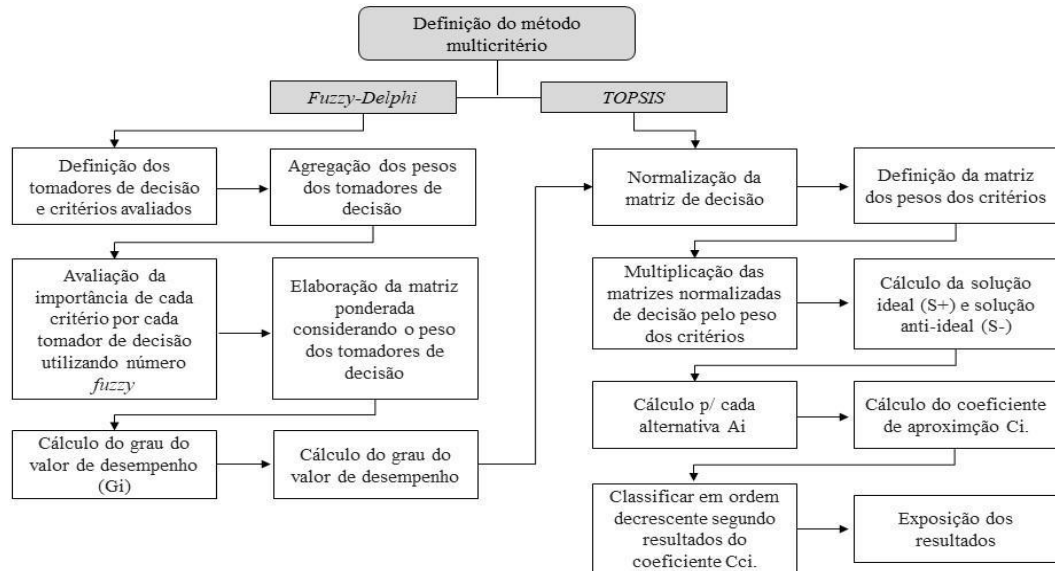 Definição do método
multicritério
Fuzzy-Delphi
TOPSIS
Definição dos
tomadores de decisão
e critérios avaliados
Agregação dos pesos
dos tomadores de
decisão
Avaliação da
importância de cada
critério por cada
tomador de decisão
utilizando número
fuzzy
Elaboração da matriz
ponderada
considerando o peso
dos tomadores de
decisão
Cálculo do grau do
valor de desempenho
(Gi)
Cálculo do grau do
valor de desempenho
Normalização da
matriz de decisão
Definição da matriz
dos pesos dos critérios
Multiplicação das
matrizes normalizadas
de decisão pelo peso
dos critérios
Cálculo da solução
ideal (S+) e solução
anti-ideal (S-)
Cálculo p/ cada
alternativa Ai
Cálculo do coeficiente
de aproximção Ci.
Classificar em ordem
decrescente segundo
resultados do
coeficiente Cci.
Exposição dos
resultados